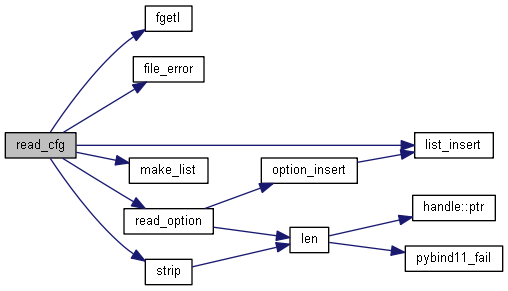 fgetl
file_error
read_cfg
list_insert
make_list
option_insert
handle::ptr
read_option
len
pybind11_fail
strip